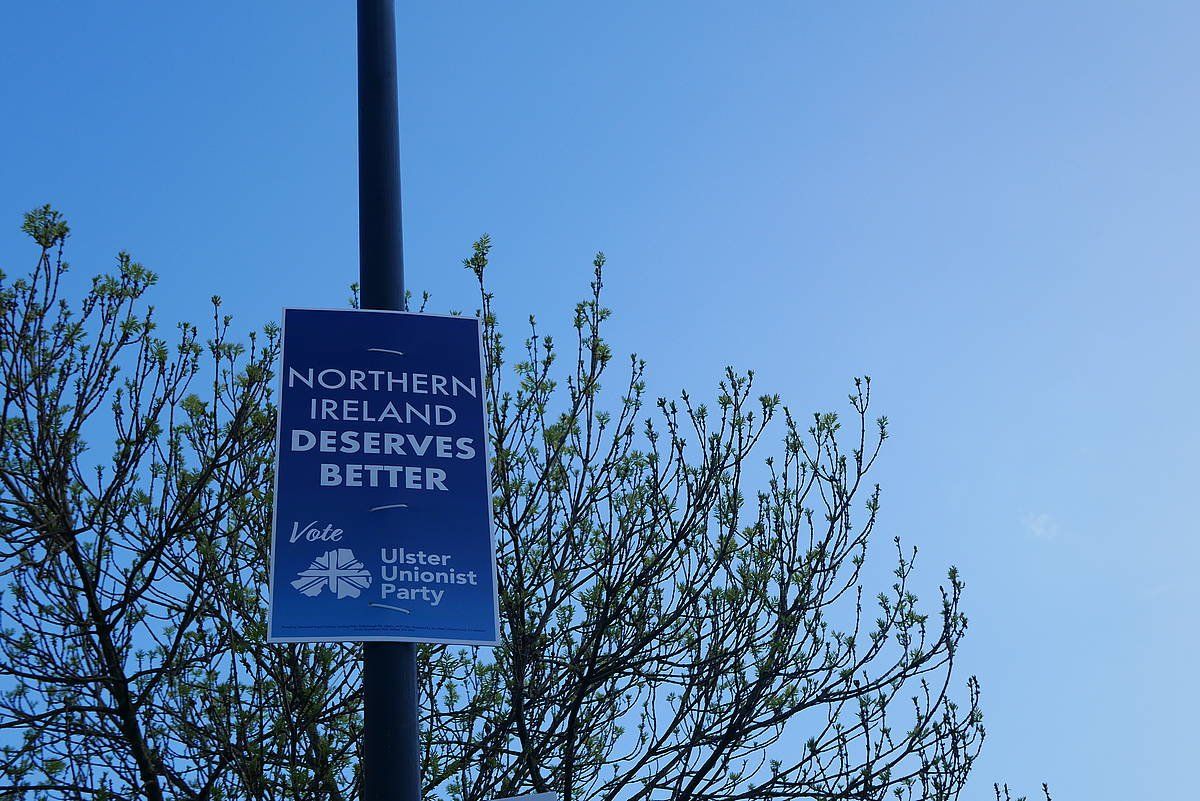 NORTHERN
IRELAND
DESERVES
BETTER
Vote
Ulster
Unionist
Party